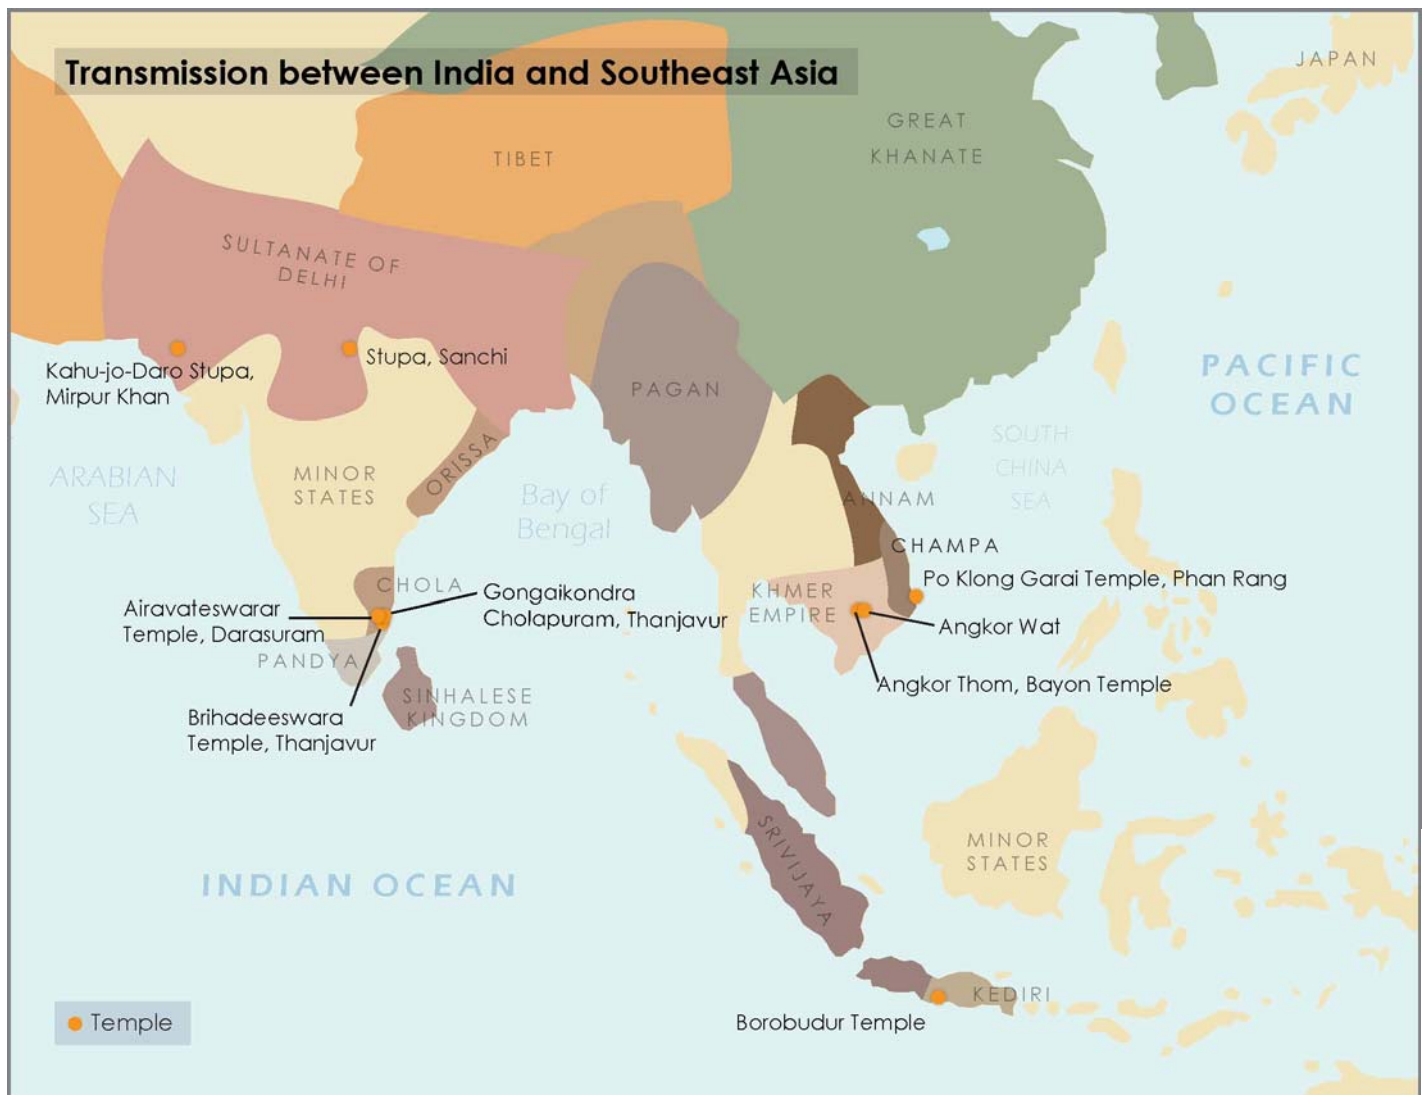 Transmission between India and Southeast Asia
JAPAN
GREAT
KHANATE
TIBET
SULTANATE OF
DELHI
Kahu-jo-Daro Stupa,
Mirpur Khan
Stupa, Sanchi
PAGAN
PACIFIC
OCEAN
ARABIAN
SEA
MINOR
STATES
ORISSA
Bay of
Bengal
SOUTH
CHINA
SEA
ANNAM
CHAMPA
Po Klong Garai Temple, Phan Rang
CHOLA
Gongaikondra
Cholapuram, Thanjavur
Airavateswarar
Temple, Darasuram
KHMER
EMPIRE
Angkor Wat
PANDYA
Angkor Thom, Bayon Temple
SINHALESE
KINGDOM
Brihadeeswara
Temple, Thanjavur
SRIVIJAYA
MINOR
STATES
INDIAN OCEAN
KEDIRI
Borobudur Temple
Temple